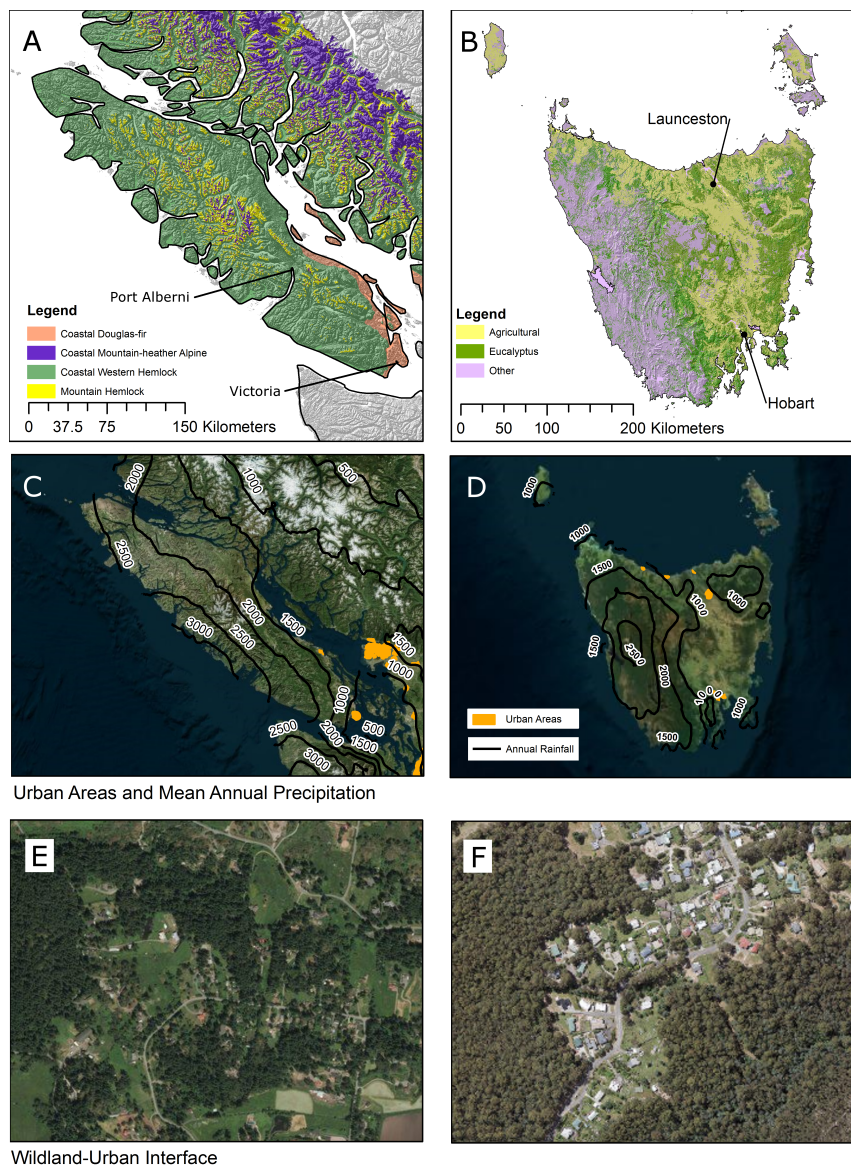 A
Port Alberni
Legend
Coastal Douglas-fir
Coastal Mountain-heather Alpine
Coastal Western Hemlock
Mountain Hemlock
Victoria
0 37.5 75 150 Kilometers
B
Launceston
Legend
Agricultural
Eucalyptus
Other
Hobart
0 50 100 200 Kilometers
C
2000
1000
500
2500
2000
1500
3000
2500
1500
1000
1000
500
2500
2000
1500
3000
D
1000
1000
1500
1000
1000
1500
2500
2000
1000
1000
1500
Urban Areas
Annual Rainfall
Urban Areas and Mean Annual Precipitation
E
F
Wildland-Urban Interface